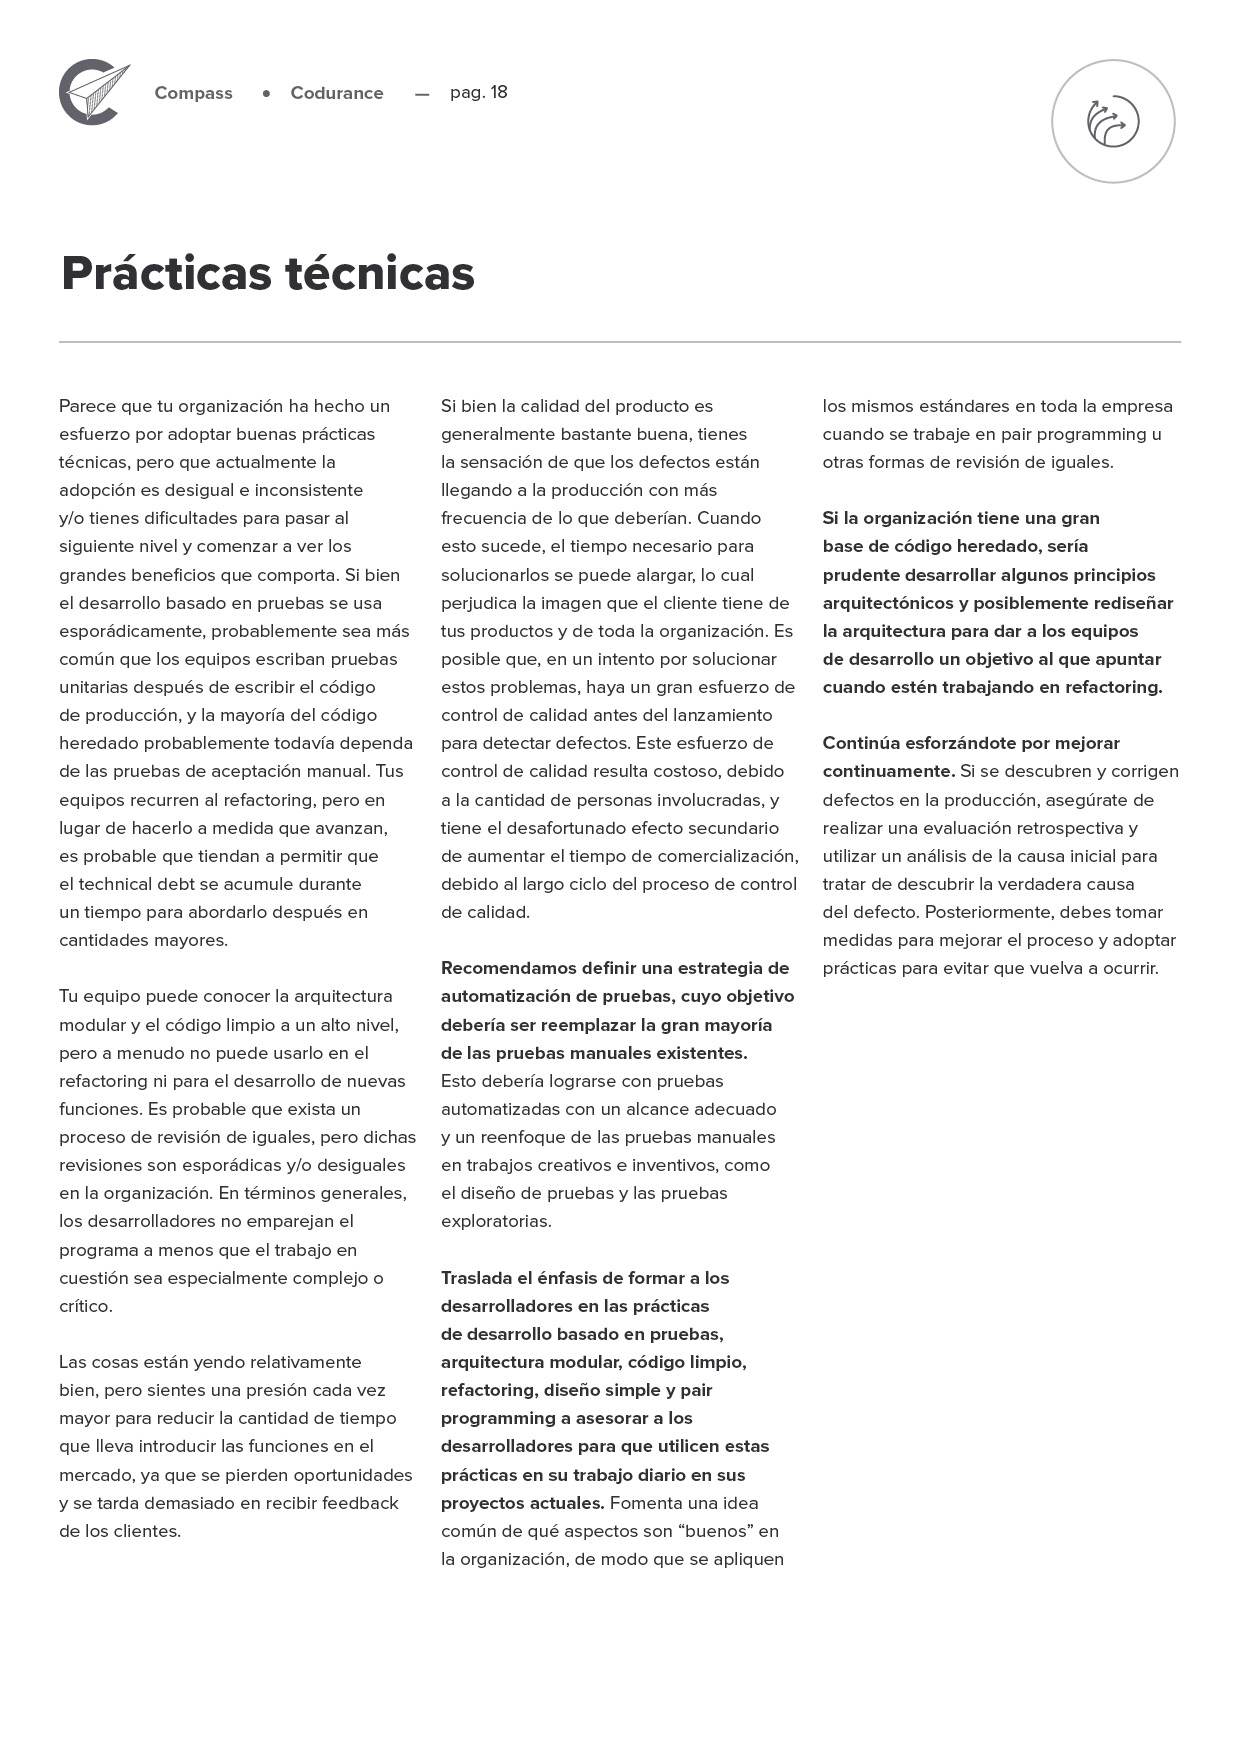 Compass • Codurance — pag. 18
Prácticas técnicas
Parece que tu organización ha hecho un
esfuerzo por adoptar buenas prácticas
técnicas, pero que actualmente la
adopción es desigual e inconsistente
y/o tienes dificultades para pasar al
siguiente nivel y comenzar a ver los
grandes beneficios que comporta. Si bien
el desarrollo basado en pruebas se usa
esporádicamente, probablemente sea más
común que los equipos escriban pruebas
unitarias después de escribir el código
de producción, y la mayoría del código
heredado probablemente todavía dependa
de las pruebas de aceptación manual. Tus
equipos recurren al refactoring, pero en
lugar de hacerlo a medida que avanzan,
es probable que tiendan a permitir que
el technical debt se acumule durante
un tiempo para abordarlo después en
cantidades mayores.
Tu equipo puede conocer la arquitectura
modular y el código limpio a un alto nivel,
pero a menudo no puede usarlo en el
refactoring ni para el desarrollo de nuevas
funciones. Es probable que exista un
proceso de revisión de iguales, pero dichas
revisiones son esporádicas y/o desiguales
en la organización. En términos generales,
los desarrolladores no emparejan el
programa a menos que el trabajo en
cuestión sea especialmente complejo o
crítico.
Las cosas están yendo relativamente
bien, pero sientes una presión cada vez
mayor para reducir la cantidad de tiempo
que lleva introducir las funciones en el
mercado, ya que se pierden oportunidades
y se tarda demasiado en recibir feedback
de los clientes.
Si bien la calidad del producto es
generalmente bastante buena, tienes
la sensación de que los defectos están
llegando a la producción con más
frecuencia de lo que deberían. Cuando
esto sucede, el tiempo necesario para
solucionarlos se puede alargar, lo cual
perjudica la imagen que el cliente tiene de
tus productos y de toda la organización. Es
posible que, en un intento por solucionar
estos problemas, haya un gran esfuerzo de
control de calidad antes del lanzamiento
para detectar defectos. Este esfuerzo de
control de calidad resulta costoso, debido
a la cantidad de personas involucradas, y
tiene el desafortunado efecto secundario
de aumentar el tiempo de comercialización,
debido al largo ciclo del proceso de control
de calidad.
Recomendamos definir una estrategia de
automatización de pruebas, cuyo objetivo
debería ser reemplazar la gran mayoría
de las pruebas manuales existentes.
Esto debería lograrse con pruebas
automatizadas con un alcance adecuado
y un reenfoque de las pruebas manuales
en trabajos creativos e inventivos, como
el diseño de pruebas y las pruebas
exploratorias.
Traslada el énfasis de formar a los
desarrolladores en las prácticas
de desarrollo basado en pruebas,
arquitectura modular, código limpio,
refactoring, diseño simple y pair
programming a asesorar a los
desarrolladores para que utilicen estas
prácticas en su trabajo diario en sus
proyectos actuales. Fomenta una idea
común de qué aspectos son “buenos” en
la organización, de modo que se apliquen
los mismos estándares en toda la empresa
cuando se trabaje en pair programming u
otras formas de revisión de iguales.
Si la organización tiene una gran
base de código heredado, sería
prudente desarrollar algunos principios
arquitectónicos y posiblemente rediseñar
la arquitectura para dar a los equipos
de desarrollo un objetivo al que apuntar
cuando estén trabajando en refactoring.
Continúa esforzándote por mejorar
continuamente. Si se descubren y corrigen
defectos en la producción, asegúrate de
realizar una evaluación retrospectiva y
utilizar un análisis de la causa inicial para
tratar de descubrir la verdadera causa
del defecto. Posteriormente, debes tomar
medidas para mejorar el proceso y adoptar
prácticas para evitar que vuelva a ocurrir.